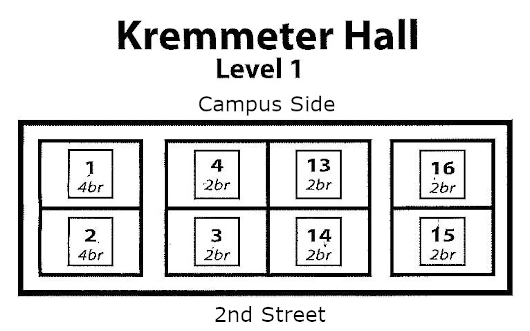 Kremmeter Hall
Level 1
Campus Side
1 4 13 16
4br 2br 2br 2br
2 3 14 15
4br 2br 2br 2br
2nd Street